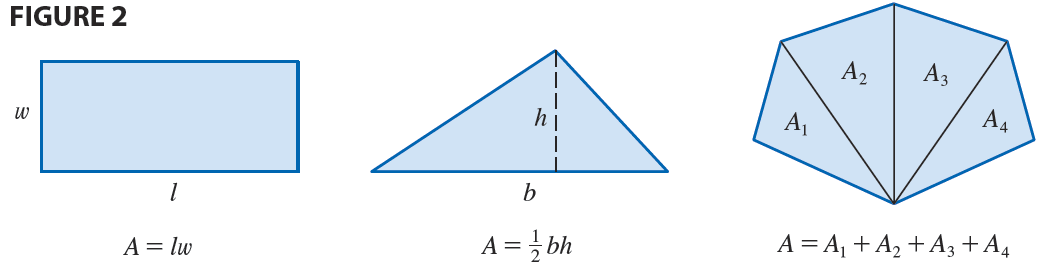 FIGURE 2
w
l
A = lw
h
b
A = 1/2 bh
A₁
A₂
A₃
A₄
A = A₁ + A₂ + A₃ + A₄